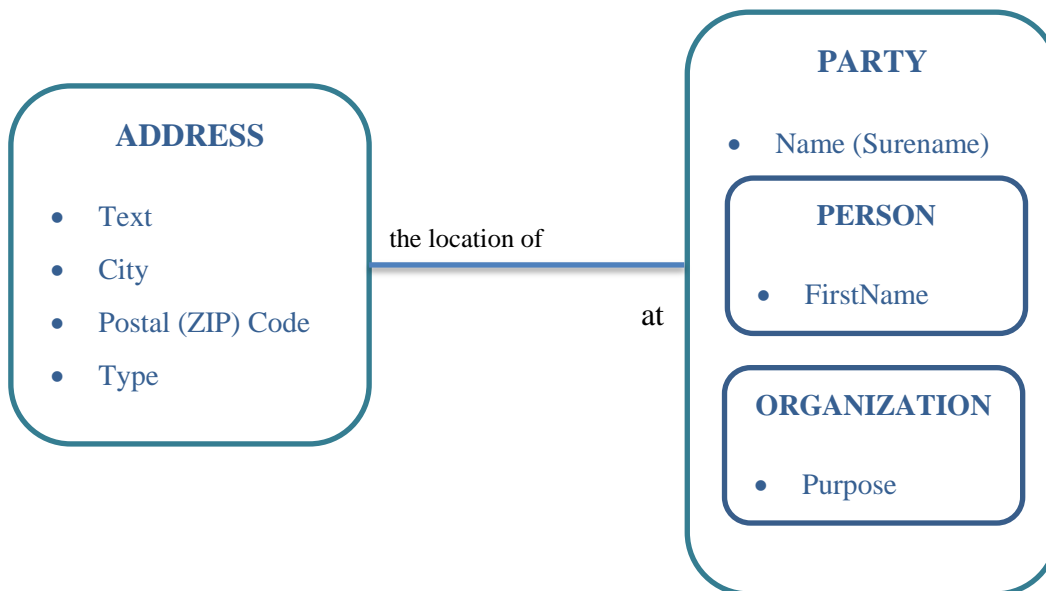 ADDRESS
• Text
• City
• Postal (ZIP) Code
• Type
the location of
at
PARTY
• Name (Surename)
PERSON
• FirstName
ORGANIZATION
• Purpose